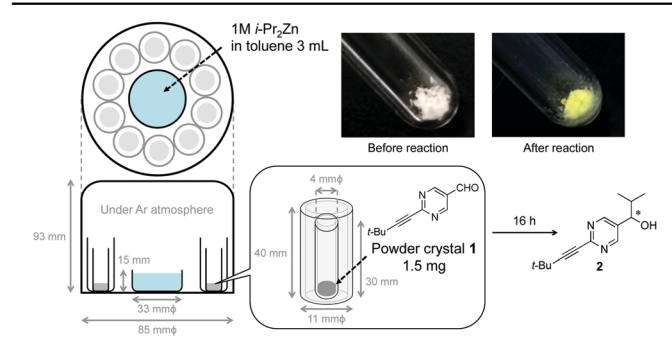 1M i-Pr₂Zn
in toluene 3 mL
Before reaction
After reaction
Under Ar atmosphere
93 mm
15 mm
33 mmϕ
85 mmϕ
4 mmϕ
40 mm
30 mm
11 mmϕ
N
N
CHO
t-Bu
Powder crystal 1
1.5 mg
16 h
N
N
*
OH
t-Bu
2